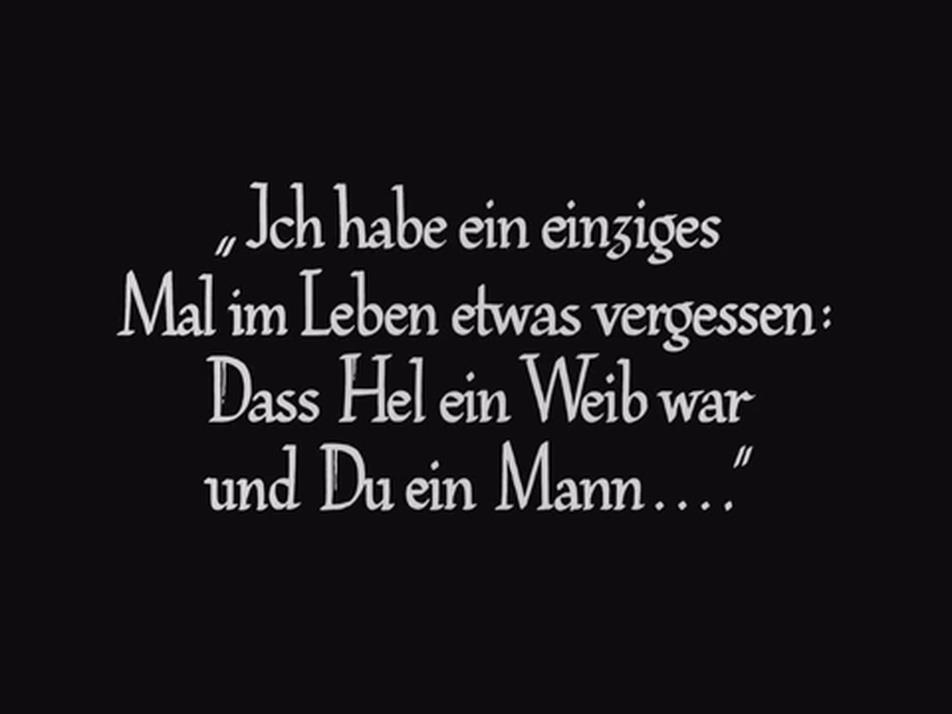 „Ich habe ein einziges
Mal im Leben etwas vergessen:
Dass Hel ein Weib war
und Du ein Mann....”